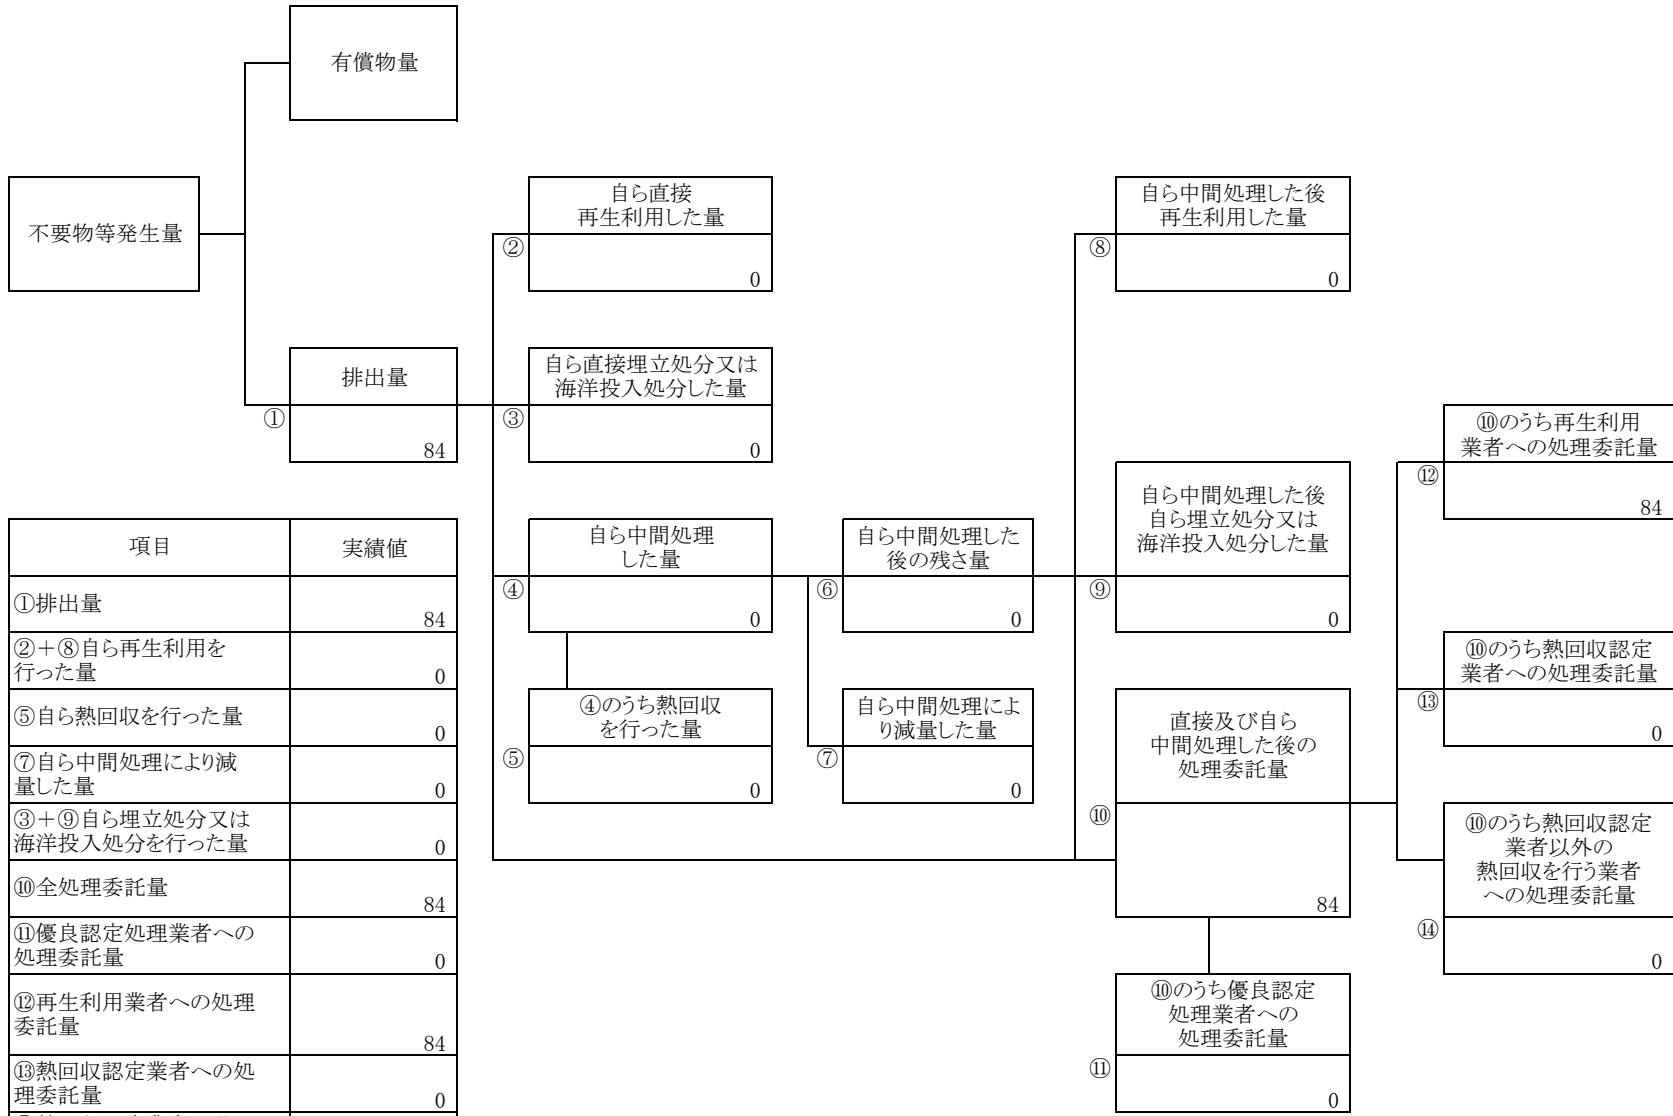 有償物量
不要物等発生量
排出量
①
84
自ら直接
再生利用した量
②
0
自ら直接埋立処分又は
海洋投入処分した量
③
0
自ら中間処理
した量
④
0
④のうち熱回収
を行った量
⑤
0
自ら中間処理した
後の残さ量
⑥
0
自ら中間処理によ
り減量した量
⑦
0
自ら中間処理した後
再生利用した量
⑧
0
自ら中間処理した後
自ら埋立処分又は
海洋投入処分した量
⑨
0
直接及び自ら
中間処理した後の
処理委託量
⑩
84
⑩のうち優良認定
処理業者への
処理委託量
⑪
0
⑩のうち再生利用
業者への処理委託量
⑫
84
⑩のうち熱回収認定
業者への処理委託量
⑬
0
⑩のうち熱回収認定
業者以外の
熱回収を行う業者
への処理委託量
⑭
0
項目 実績値
①排出量 84
②+⑧自ら再生利用を
行った量 0
⑤自ら熱回収を行った量 0
⑦自ら中間処理により減
量した量 0
③+⑨自ら埋立処分又は
海洋投入処分を行った量 0
⑩全処理委託量 84
⑪優良認定処理業者への
処理委託量 0
⑫再生利用業者への処理
委託量 84
⑬熱回収認定業者への処
理委託量 0